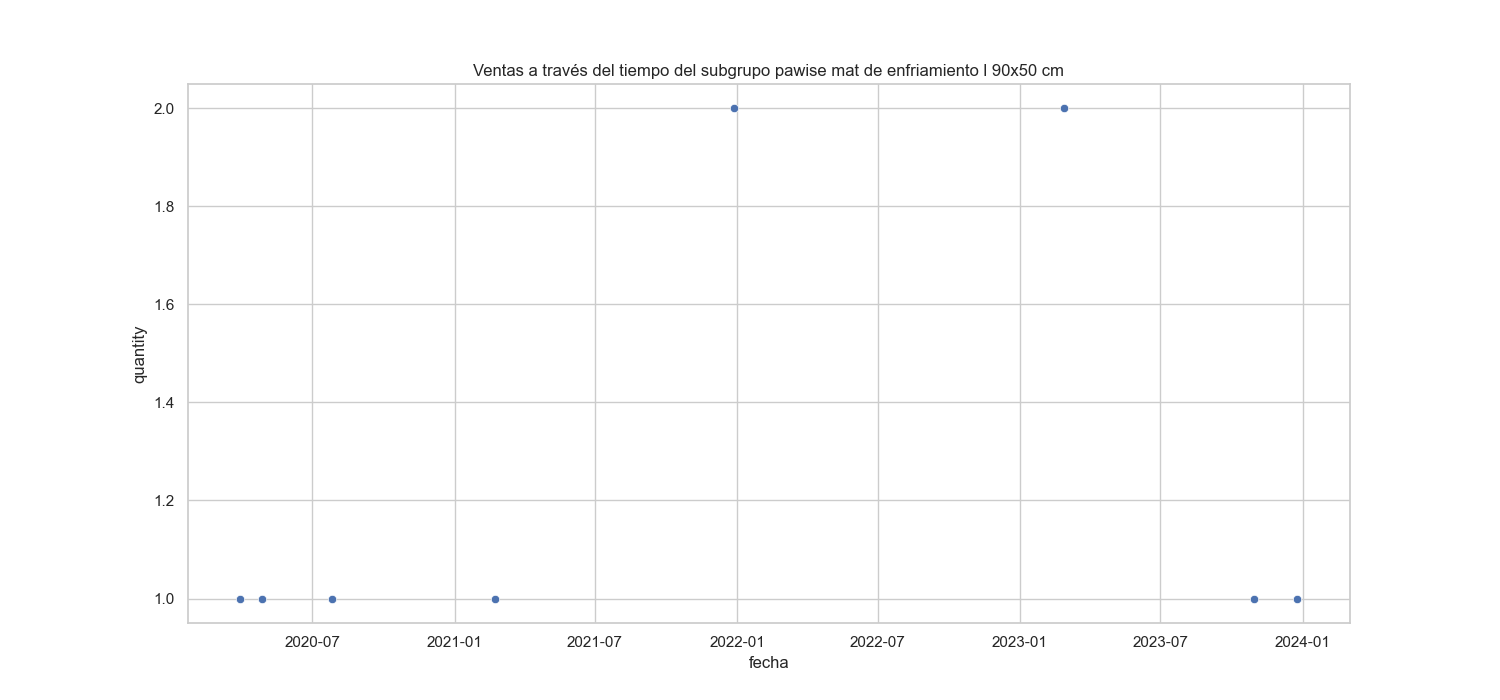 Ventas a través del tiempo del subgrupo pawise mat de enfriamiento l 90x50 cm
2.0
1.8
1.6
1.4
1.2
1.0
quantity
2020-07 2021-01 2021-07 2022-01 2022-07 2023-01 2023-07 2024-01
fecha